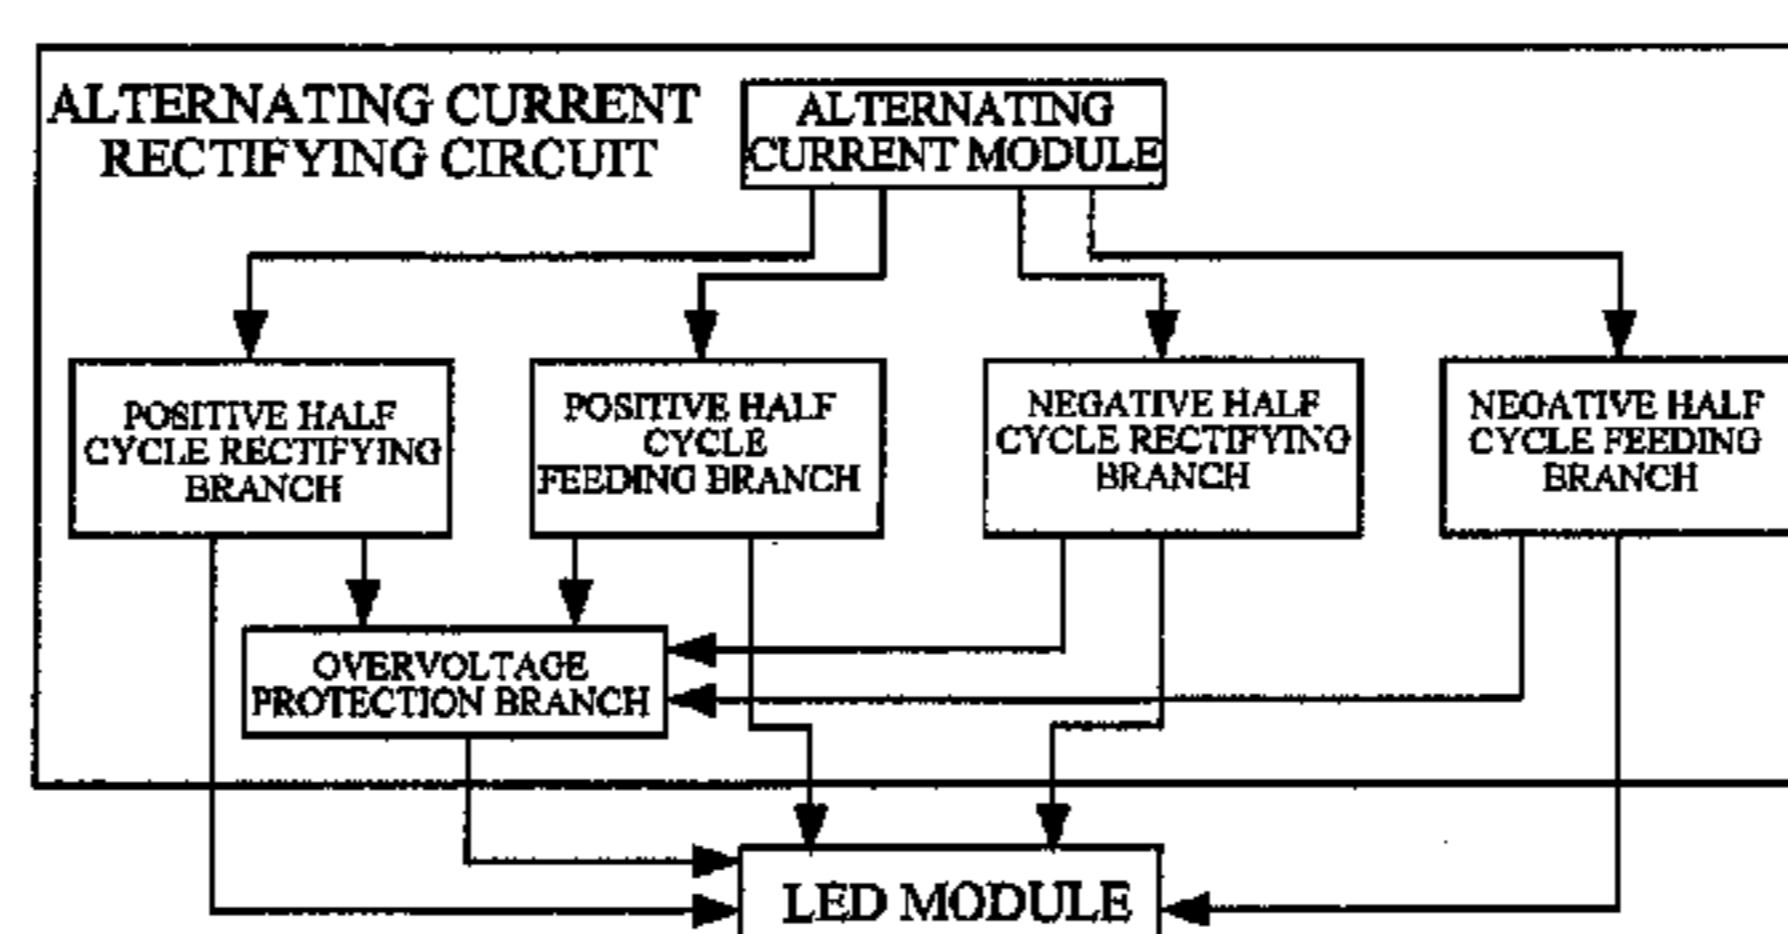 ALTERNATING CURRENT
RECTIFYING CIRCUIT
ALTERNATING
CURRENT MODULE
POSITIVE HALF
CYCLE RECTIFYING
BRANCH
POSITIVE HALF
CYCLE
FEEDING BRANCH
NEGATIVE HALF
CYCLE RECTIFYING
BRANCH
NEGATIVE HALF
CYCLE FEEDING
BRANCH
OVERVOLTAGE
PROTECTION BRANCH
LED MODULE